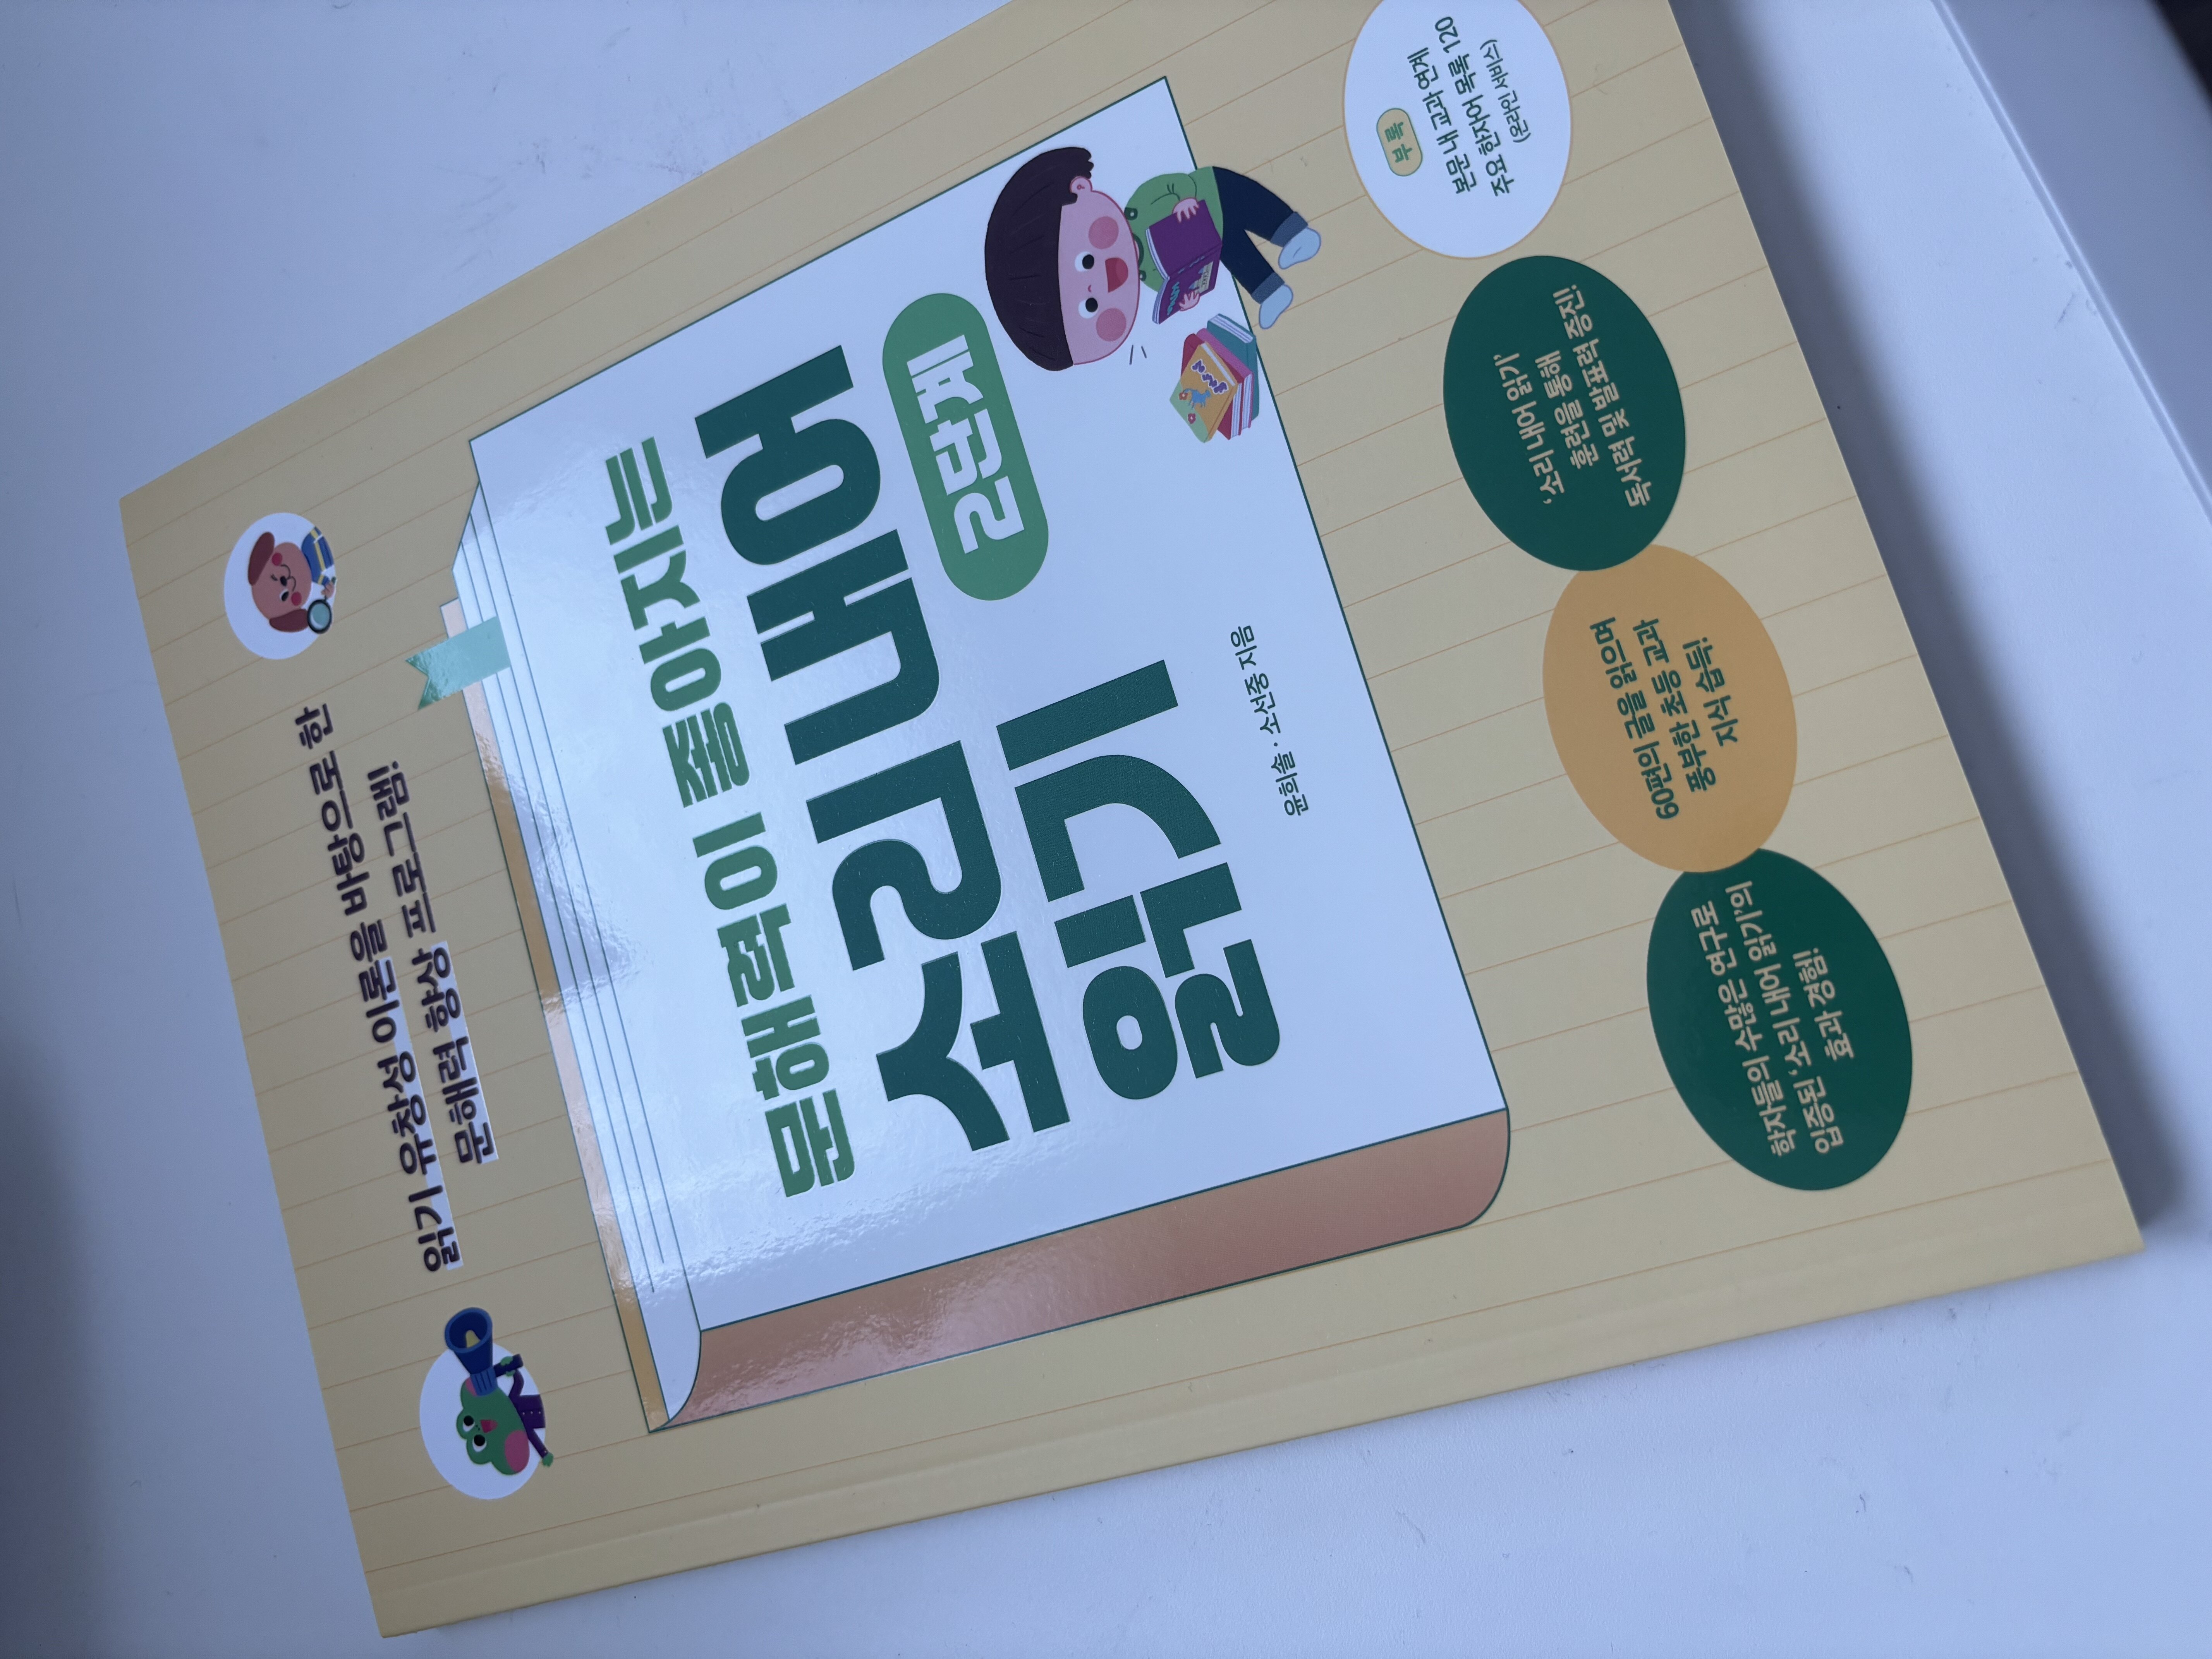 읽기 유창성 이론을 바탕으로 한
문해력 향상 프로그램!
문해력이 좋아지는
소리 내어
읽기
2단계
윤희솔·소선중 지음
학자들의 수많은 연구로
입증된 '소리 내어 읽기'의
효과 경험!
60편의 글을 읽으며
풍부한 초등 교과
지식 습득!
'소리 내어 읽기'
훈련을 통해
독서력 및 발표력 증진!
부록
본문 내 교과 연계
주요 한자어 목록 120
(온라인 서비스)